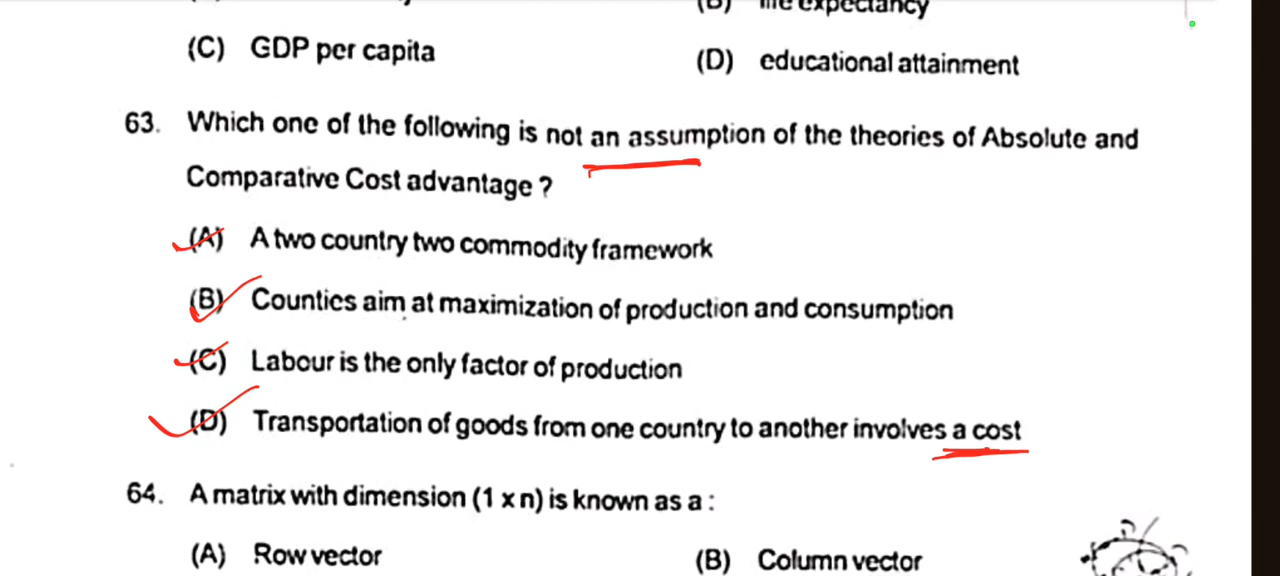 (B) life expectancy
(C) GDP per capita
(D) educational attainment
63. Which one of the following is not an assumption of the theories of Absolute and
Comparative Cost advantage ?
(A) A two country two commodity framework
(B) Counties aim at maximization of production and consumption
(C) Labour is the only factor of production
(D) Transportation of goods from one country to another involves a cost
64. A matrix with dimension (1 x n) is known as a :
(A) Row vector
(B) Column vector